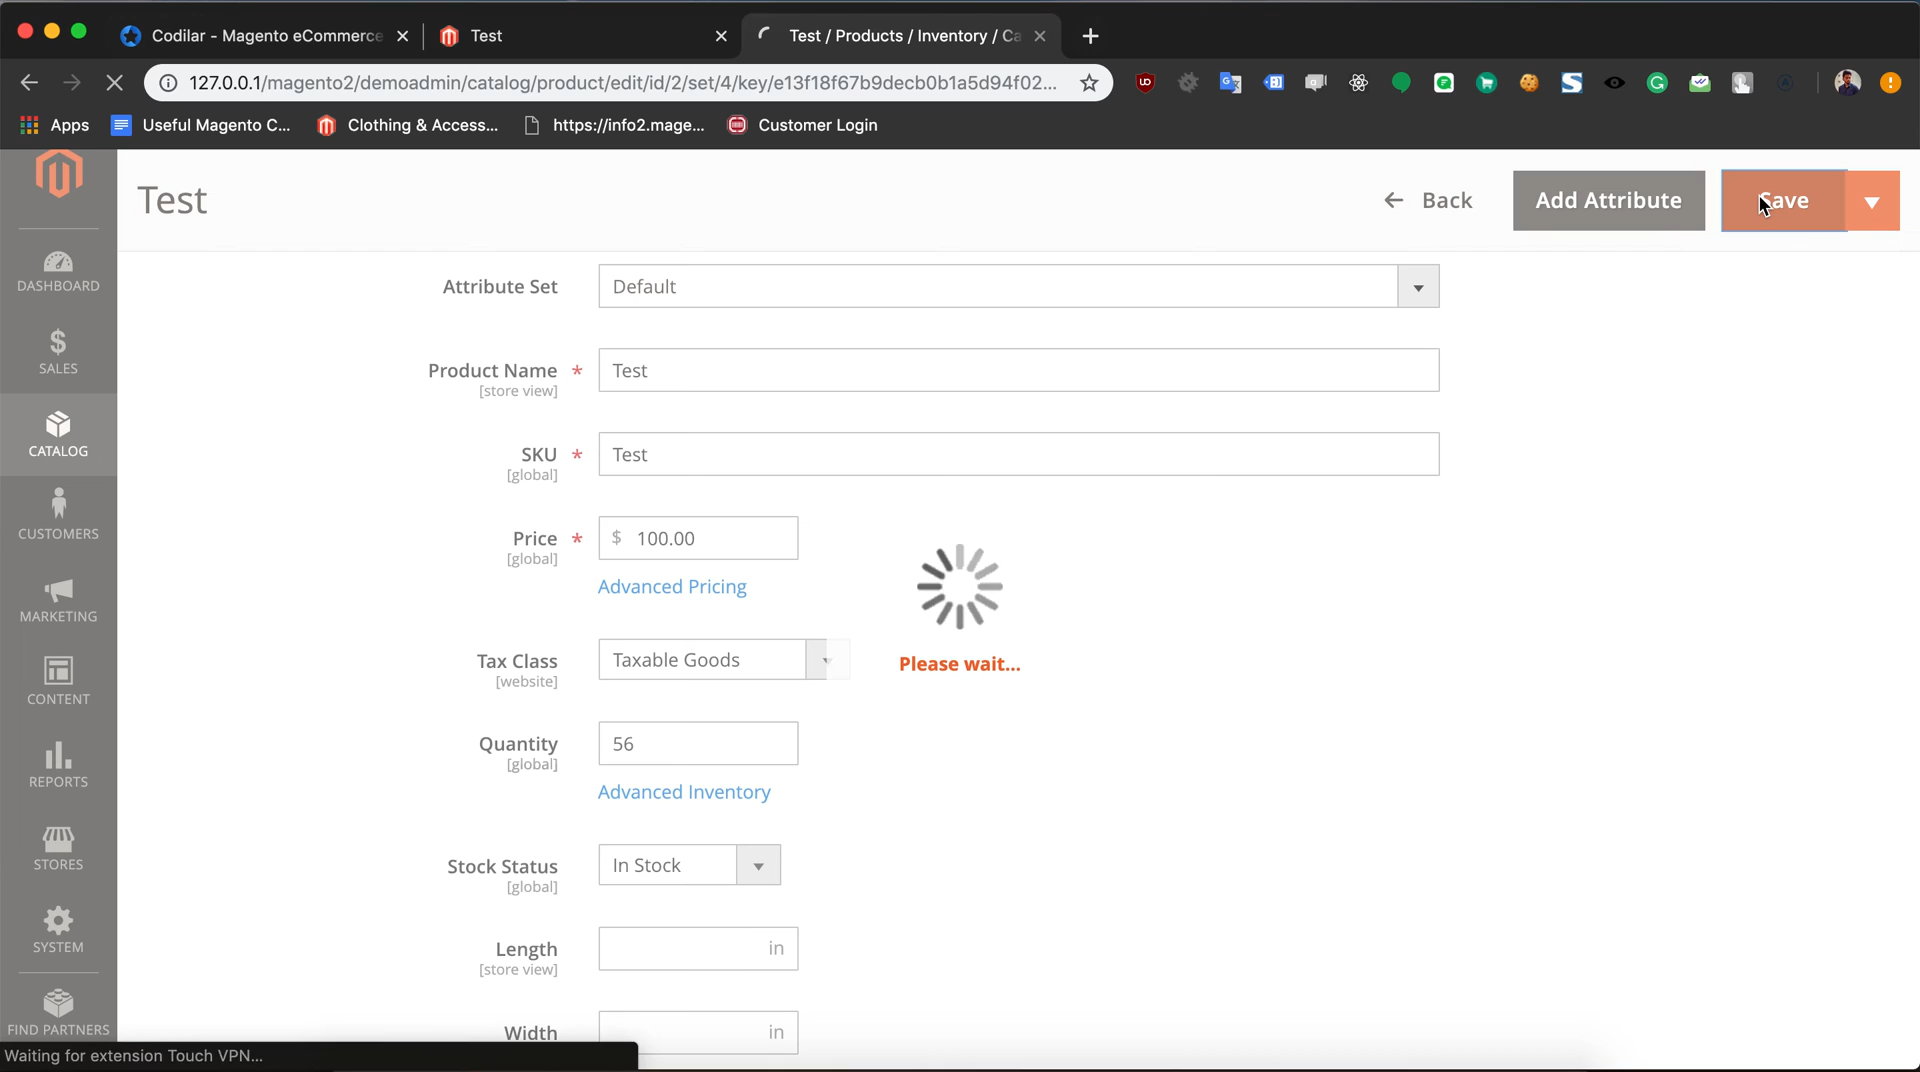 Codilar - Magento eCommerce
Test
Test / Products / Inventory / Ca
127.0.0.1/magento2/demoadmin/catalog/product/edit/id/2/set/4/key/e13f18f67b9decb0b1a5d94f02...
Apps
Useful Magento C...
Clothing & Access...
https://info2.mage...
Customer Login
Test
Back
Add Attribute
Save
DASHBOARD
SALES
CATALOG
CUSTOMERS
MARKETING
CONTENT
REPORTS
STORES
SYSTEM
FIND PARTNERS
Attribute Set
Default
Product Name *
[store view]
Test
SKU *
[global]
Test
Price *
[global]
$ 100.00
Advanced Pricing
Tax Class
[website]
Taxable Goods
Please wait...
Quantity
[global]
56
Advanced Inventory
Stock Status
[global]
In Stock
Length
[store view]
in
Width
in
Waiting for extension Touch VPN...